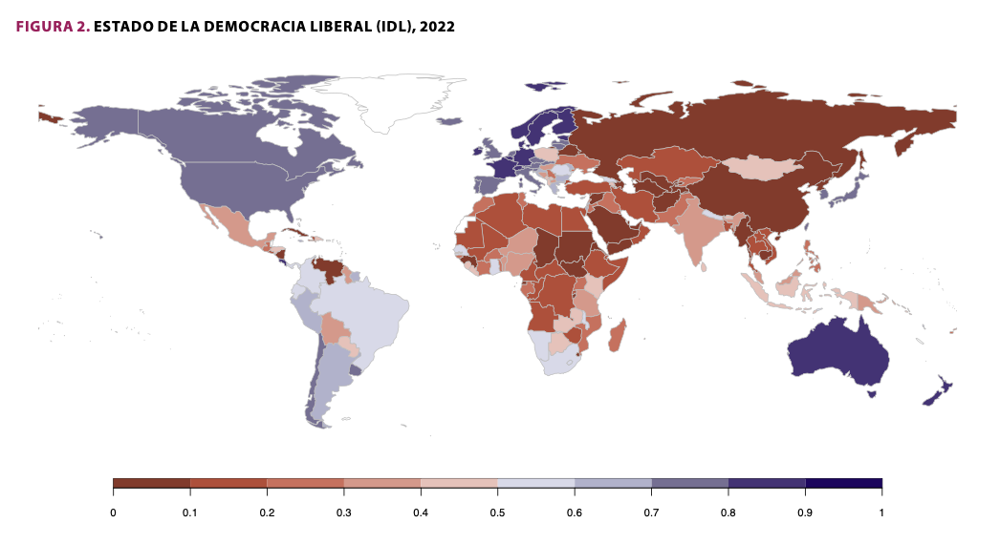 FIGURA 2. ESTADO DE LA DEMOCRACIA LIBERAL (IDL), 2022
0 0.1 0.2 0.3 0.4 0.5 0.6 0.7 0.8 0.9 1